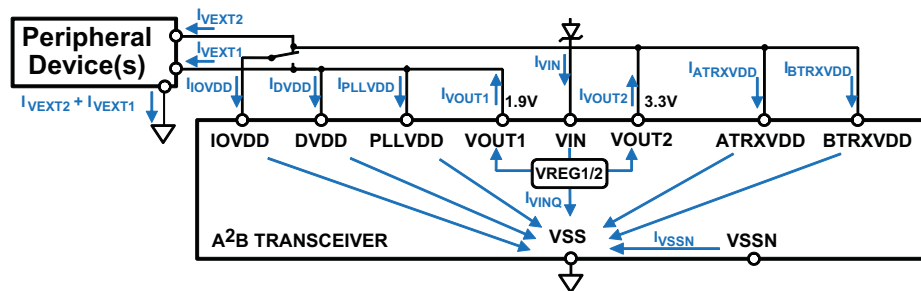 Peripheral
Device(s)
IVEXT2
IVEXT1
IVEXT2 + IVEXT1
IIOVDD
IDVDD
IPLLVDD
IVOUT1
1.9V
IVIN
IVOUT2
3.3V
IATRXVDD
IBTRXVDD
IOVDD DVDD PLLVDD VOUT1 VIN VOUT2 ATRXVDD BTRXVDD
VREG1/2
IVINQ
A2B TRANSCEIVER
VSS
IVSSN
VSSN